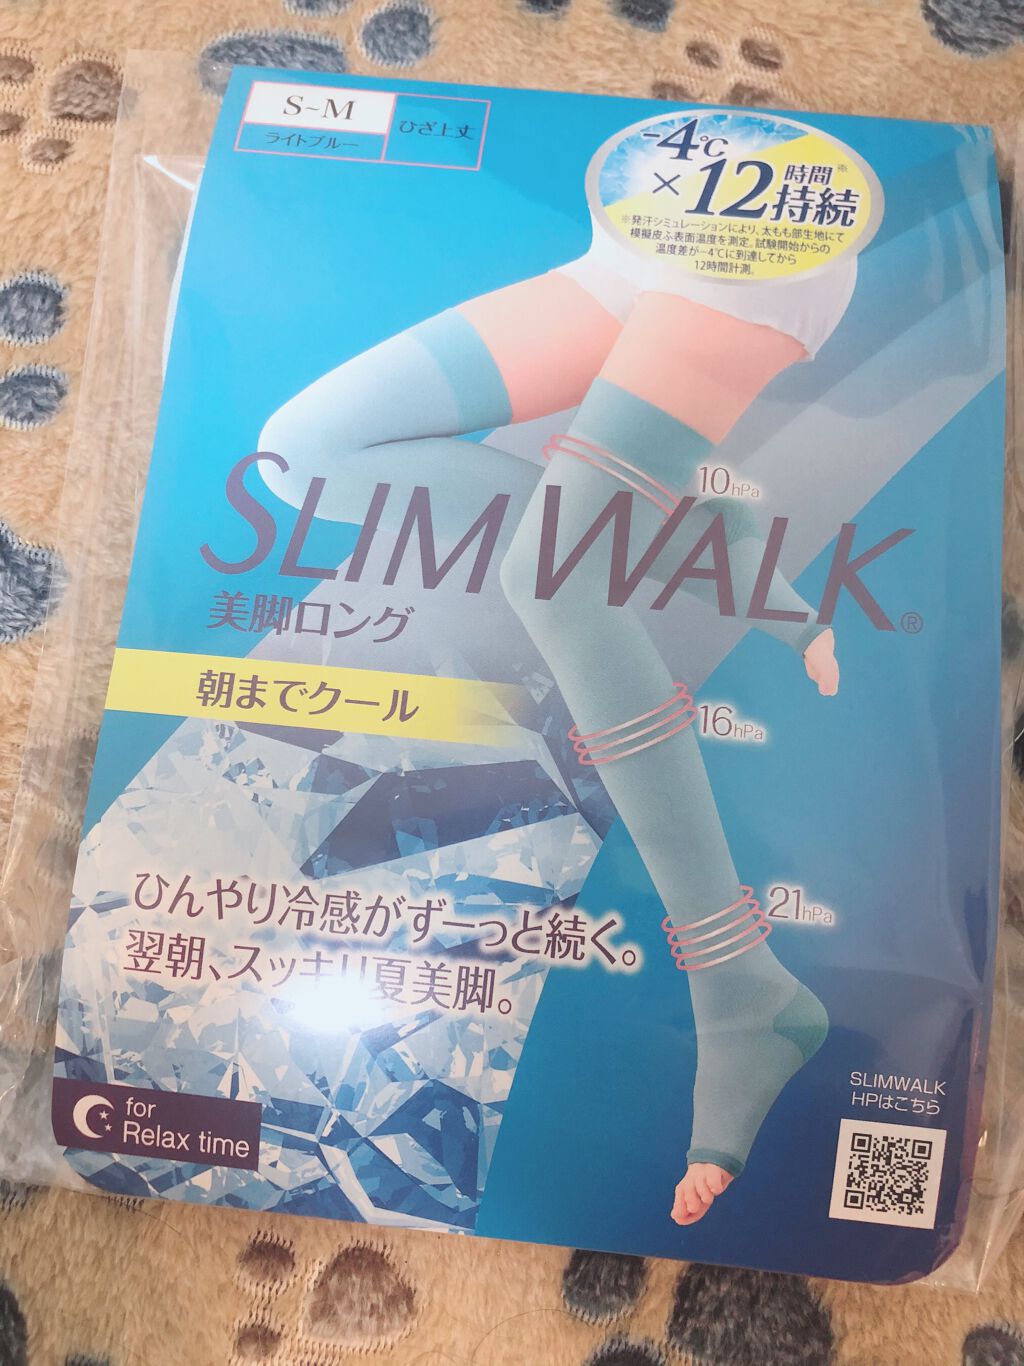 S~M
ライトブルー
ひざ上丈
-4℃
×12時間持続※
※発汗シミュレーションにより、太もも部生地にて
模擬皮ふ表面温度を測定。試験開始からの
温度差が-4℃に到達してから
12時間計測。
10hPa
SLIM WALK®
美脚ロング
朝までクール
16hPa
21hPa
ひんやり冷感がずーっと続く。
翌朝、スッキリ夏美脚。
SLIMWALK
HPはこちら
for
Relax time